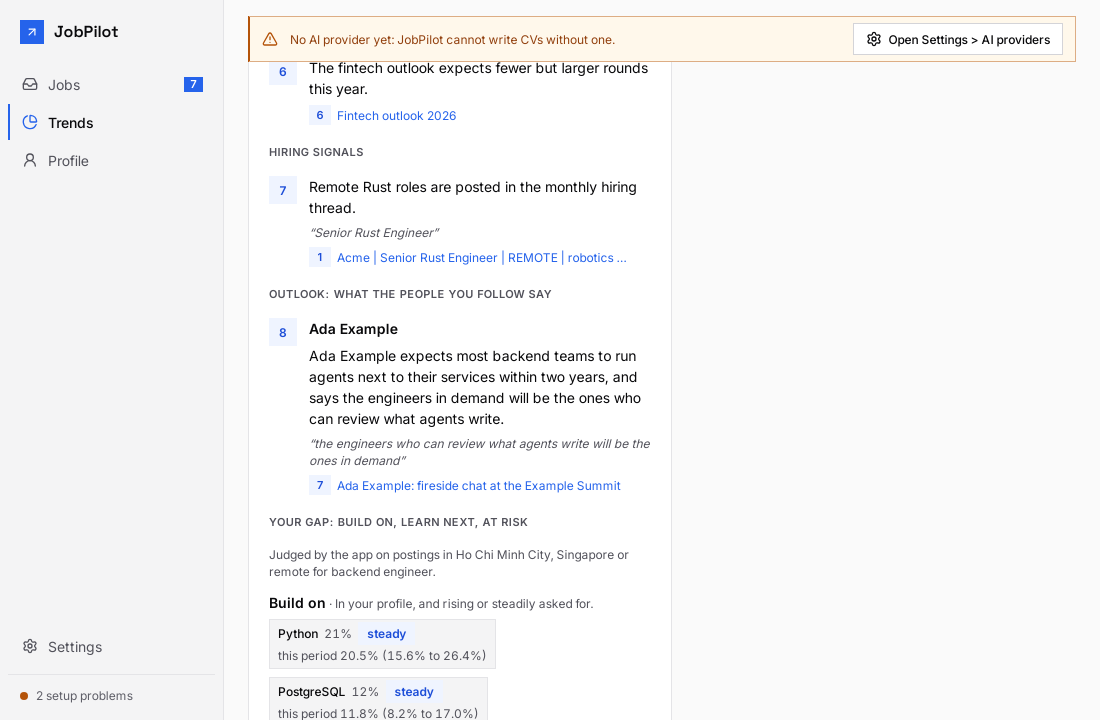 JobPilot
Jobs 7
Trends
Profile
Settings
2 setup problems
No AI provider yet: JobPilot cannot write CVs without one.
Open Settings > AI providers
6 The fintech outlook expects fewer but larger rounds
this year.
6 Fintech outlook 2026
HIRING SIGNALS
7 Remote Rust roles are posted in the monthly hiring
thread.
“Senior Rust Engineer”
1 Acme | Senior Rust Engineer | REMOTE | robotics ...
OUTLOOK: WHAT THE PEOPLE YOU FOLLOW SAY
8 Ada Example
Ada Example expects most backend teams to run
agents next to their services within two years, and
says the engineers in demand will be the ones who
can review what agents write.
“the engineers who can review what agents write will be the
ones in demand”
7 Ada Example: fireside chat at the Example Summit
YOUR GAP: BUILD ON, LEARN NEXT, AT RISK
Judged by the app on postings in Ho Chi Minh City, Singapore or
remote for backend engineer.
Build on · In your profile, and rising or steadily asked for.
Python 21% steady
this period 20.5% (15.6% to 26.4%)
PostgreSQL 12% steady
this period 11.8% (8.2% to 17.0%)